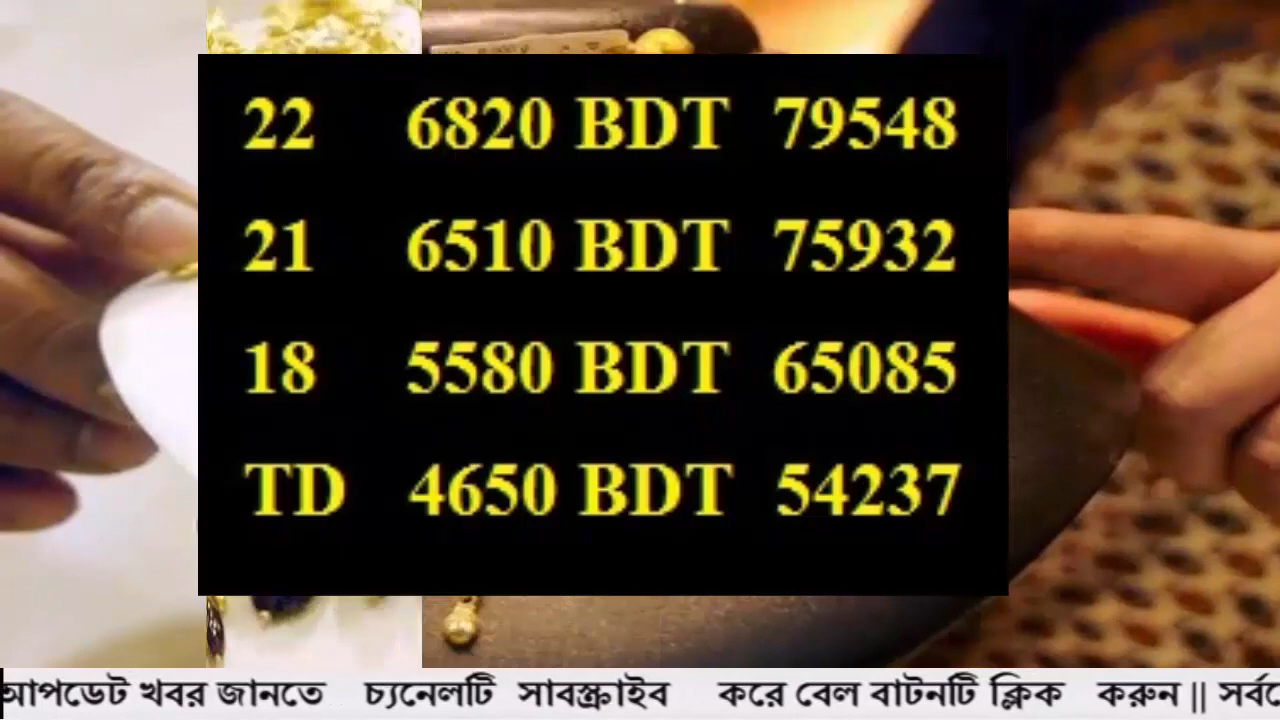 22 6820 BDT 79548
21 6510 BDT 75932
18 5580 BDT 65085
TD 4650 BDT 54237
আপডেট খবর জানতে চ্যনেলটি সাবস্ক্রাইব করে বেল বাটনটি ক্লিক করুন ||